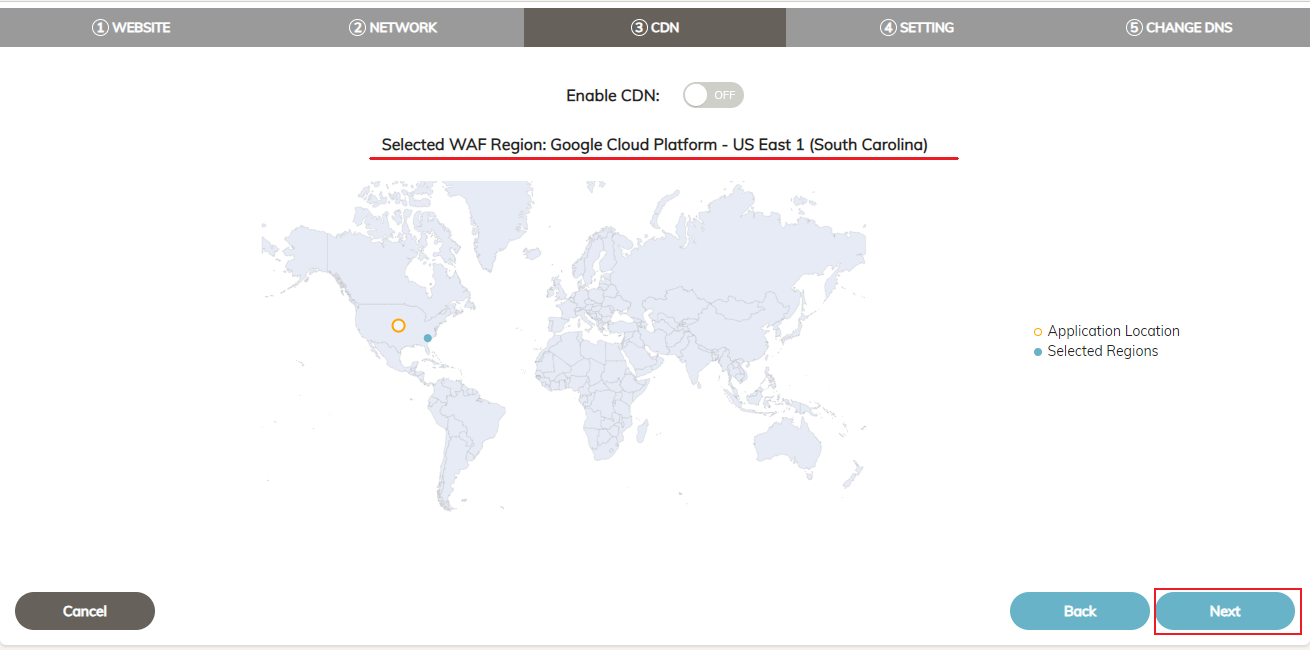 ① WEBSITE
② NETWORK
③ CDN
④ SETTING
⑤ CHANGE DNS
Enable CDN:
OFF
Selected WAF Region: Google Cloud Platform - US East 1 (South Carolina)
Application Location
Selected Regions
Cancel
Back
Next